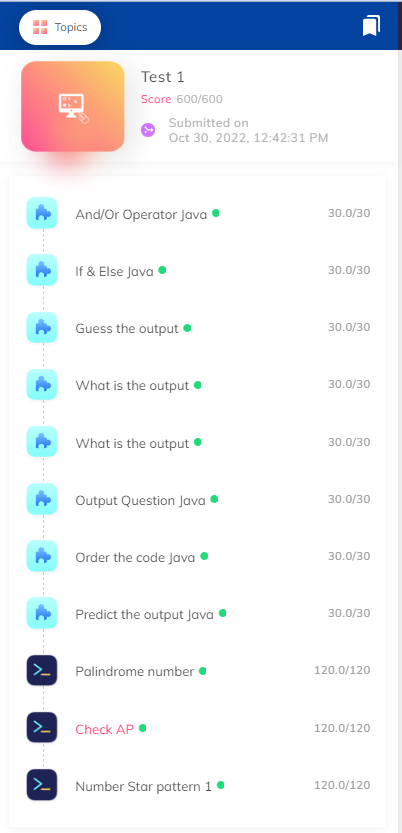 Topics
Test 1
Score 600/600
Submitted on
Oct 30, 2022, 12:42:31 PM
And/Or Operator Java 30.0/30
If & Else Java 30.0/30
Guess the output 30.0/30
What is the output 30.0/30
What is the output 30.0/30
Output Question Java 30.0/30
Order the code Java 30.0/30
Predict the output Java 30.0/30
Palindrome number 120.0/120
Check AP 120.0/120
Number Star pattern 1 120.0/120